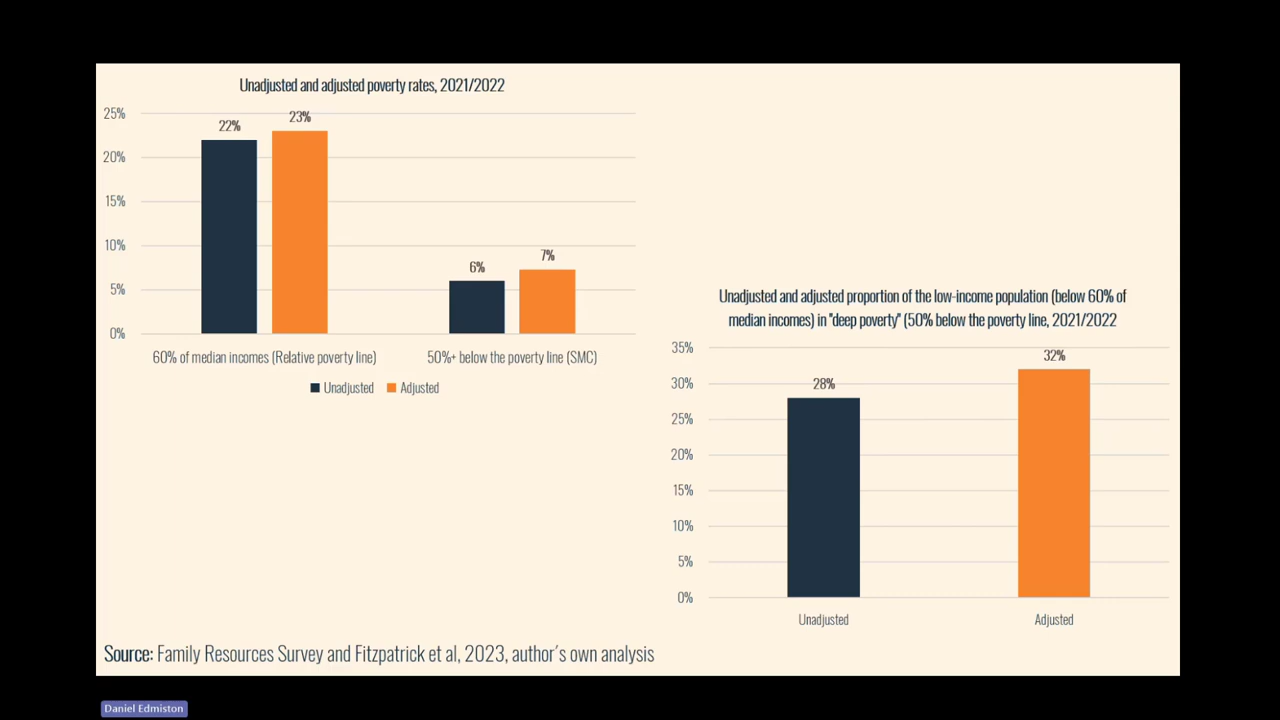 Unadjusted and adjusted poverty rates, 2021/2022
25%
20%
15%
10%
5%
0%
22%
23%
6%
7%
60% of median incomes (Relative poverty line)
50%+ below the poverty line (SMC)
Unadjusted
Adjusted
Unadjusted and adjusted proportion of the low-income population (below 60% of
median incomes) in "deep poverty" (50% below the poverty line, 2021/2022
35%
30%
25%
20%
15%
10%
5%
0%
28%
32%
Unadjusted
Adjusted
Source: Family Resources Survey and Fitzpatrick et al, 2023, author´s own analysis
Daniel Edmiston